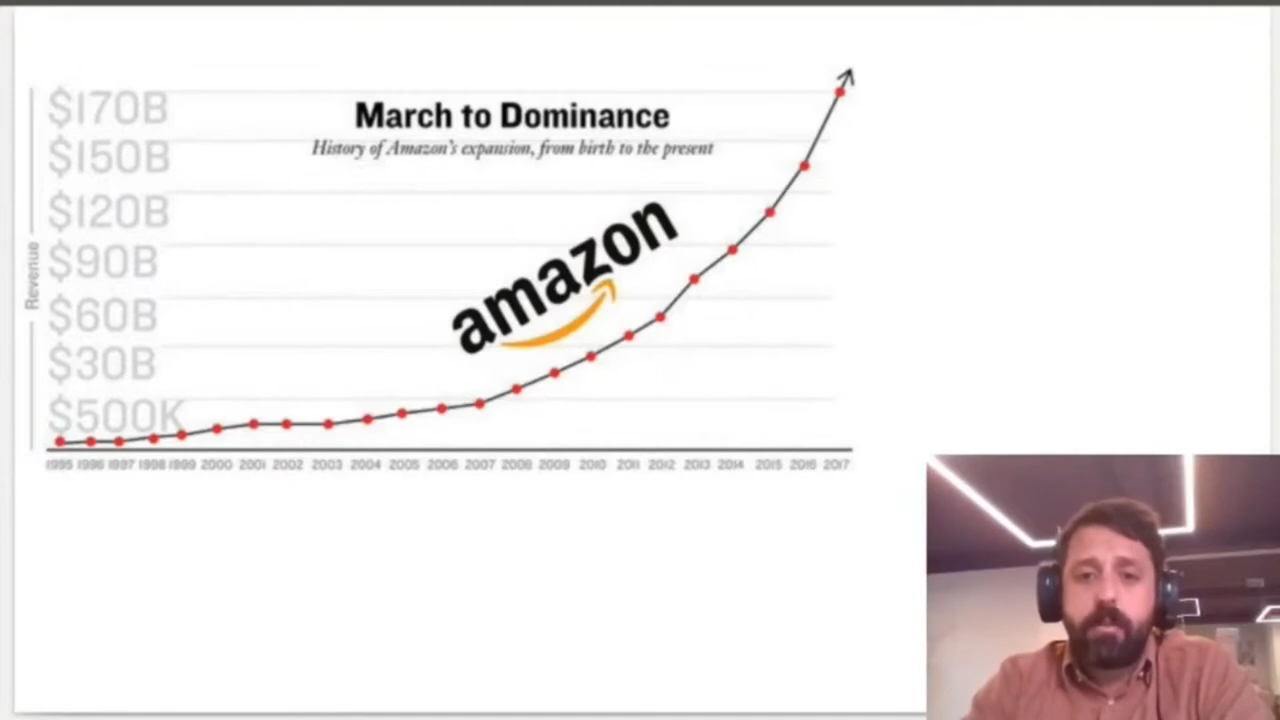 $170B
March to Dominance
History of Amazon's expansion, from birth to the present
$150B
$120B
amazon
Revenue
$90B
$60B
$30B
$500K
1995 1996 1997 1998 1999 2000 2001 2002 2003 2004 2005 2006 2007 2008 2009 2010 2011 2012 2013 2014 2015 2016 2017